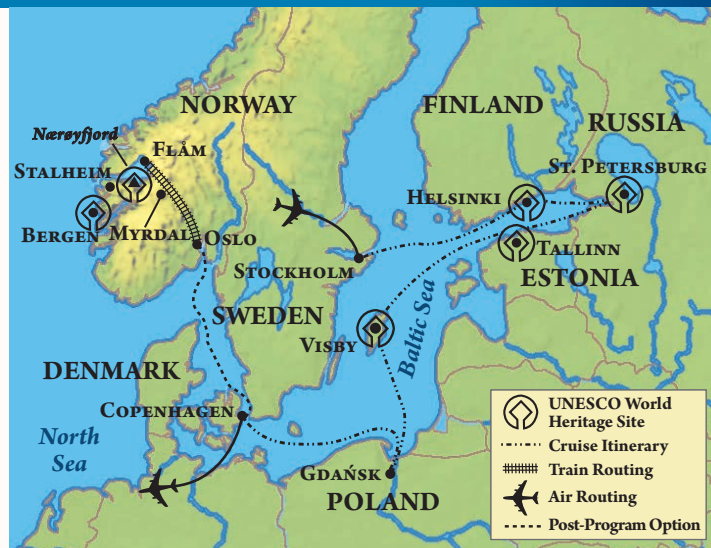 NORWAY
FINLAND
RUSSIA
Nærøyfjord
FLÅM
STALHEIM
ST. PETERSBURG
HELSINKI
BERGEN
MYRDAL
OSLO
TALLINN
STOCKHOLM
ESTONIA
SWEDEN
VISBY
Baltic Sea
DENMARK
COPENHAGEN
North
Sea
GDAŃSK
POLAND
UNESCO World
Heritage Site
Cruise Itinerary
Train Routing
Air Routing
Post-Program Option